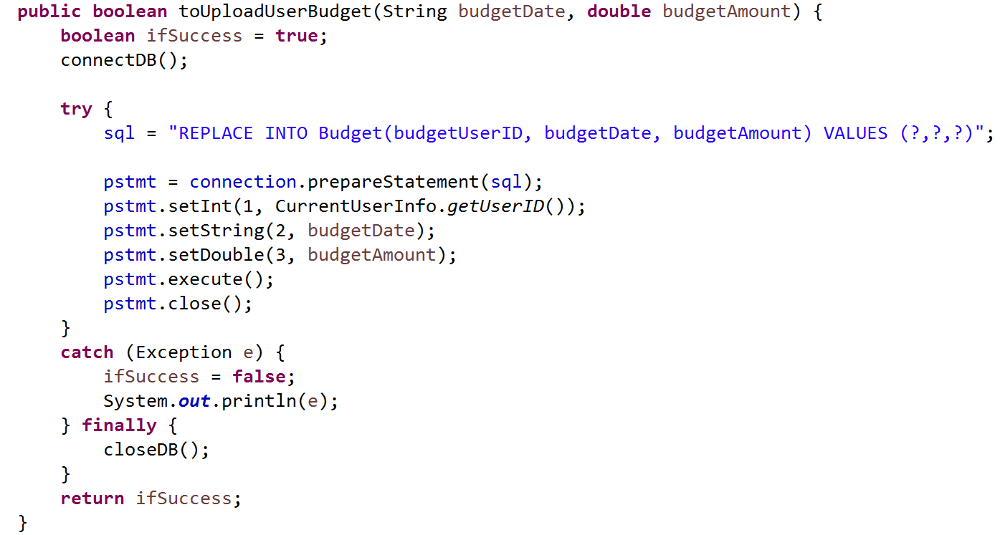 public boolean toUploadUserBudget(String budgetDate, double budgetAmount) {
    boolean ifSuccess = true;
    connectDB();

    try {
        sql = "REPLACE INTO Budget(budgetUserID, budgetDate, budgetAmount) VALUES (?,?,?)";

        pstmt = connection.prepareStatement(sql);
        pstmt.setInt(1, CurrentUserInfo.getUserID());
        pstmt.setString(2, budgetDate);
        pstmt.setDouble(3, budgetAmount);
        pstmt.execute();
        pstmt.close();
    }
    catch (Exception e) {
        ifSuccess = false;
        System.out.println(e);
    } finally {
        closeDB();
    }
    return ifSuccess;
}